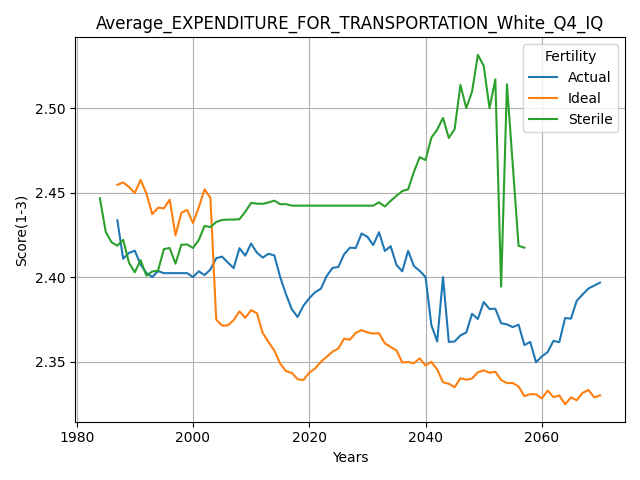 Average_EXPENDITURE_FOR_TRANSPORTATION_White_Q4_IQ
Score(1-3)
2.50
2.45
2.40
2.35
Fertility
Actual
Ideal
Sterile
1980
2000
2020
2040
2060
Years